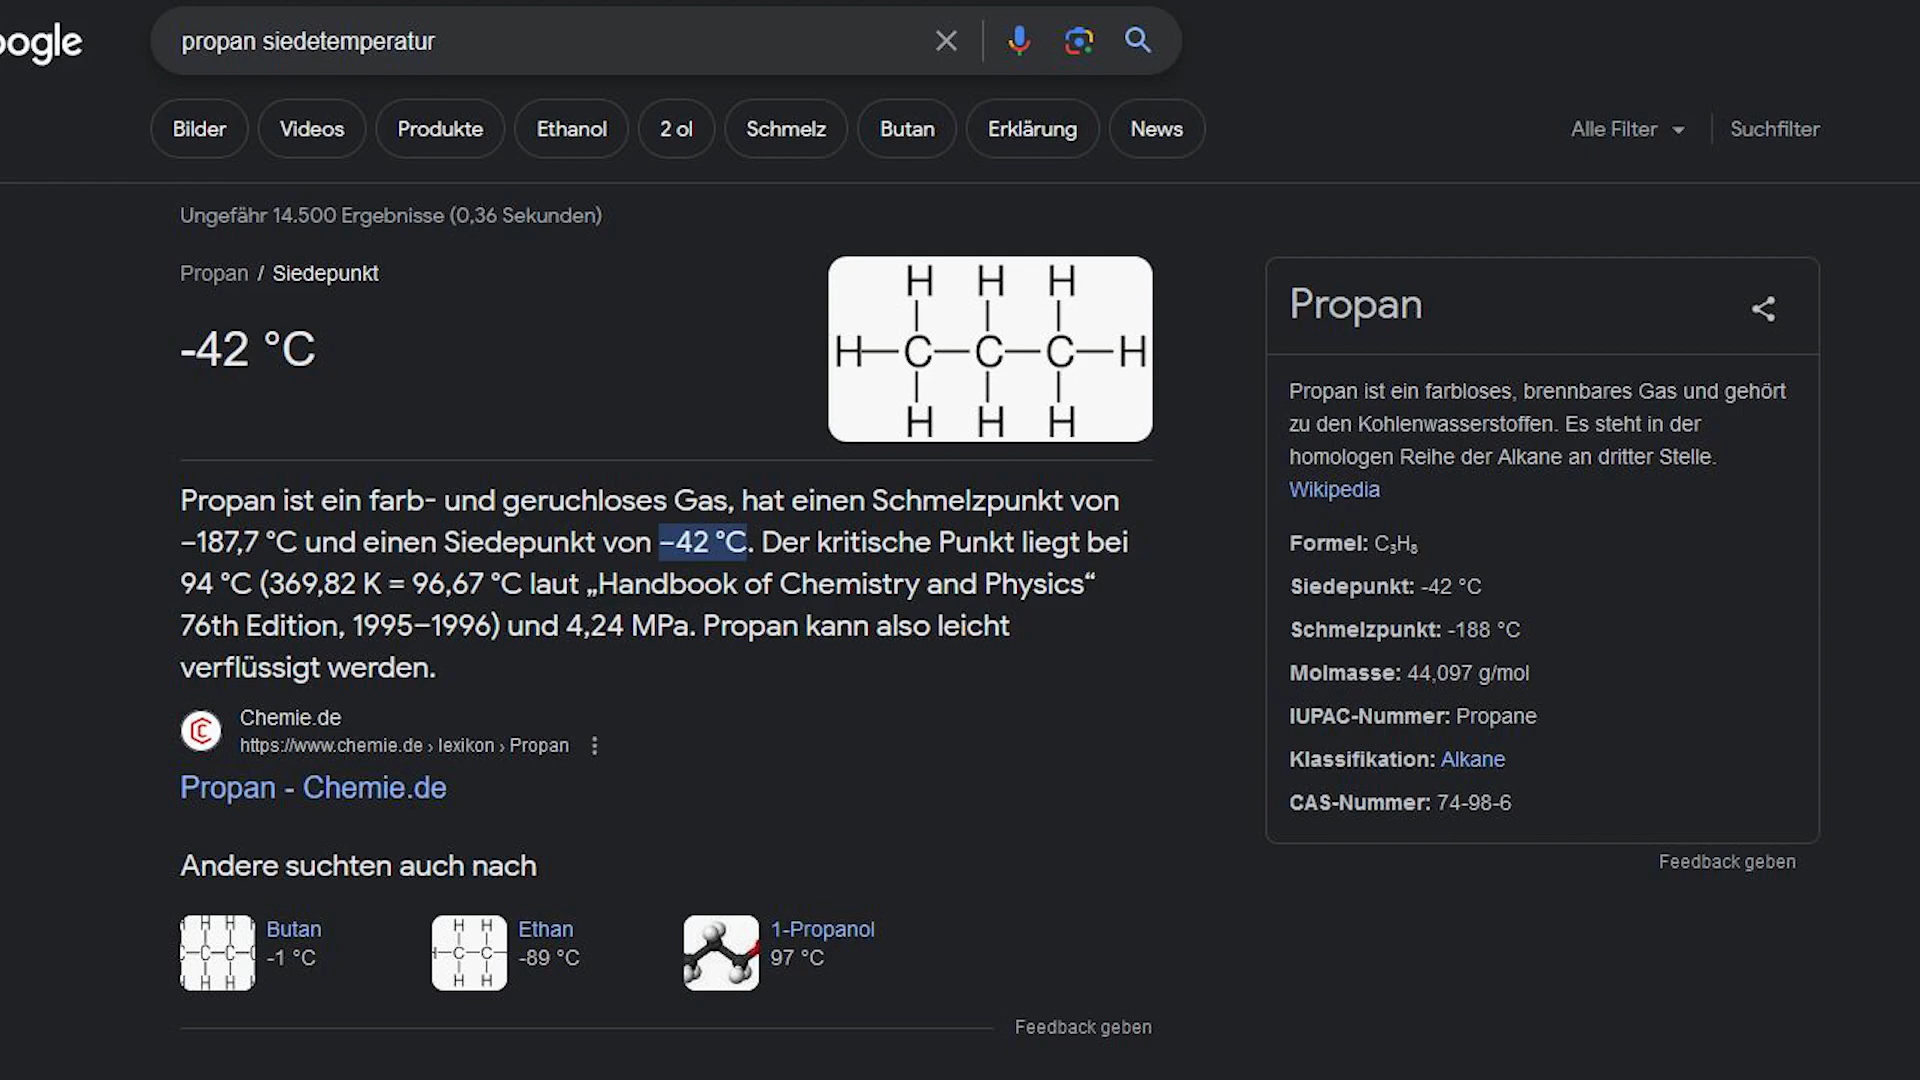 oogle
propan siedetemperatur
Bilder
Videos
Produkte
Ethanol
2 ol
Schmelz
Butan
Erklärung
News
Alle Filter
Suchfilter
Ungefähr 14.500 Ergebnisse (0,36 Sekunden)
Propan / Siedepunkt
-42 °C
H H H
H C C C H
H H H
Propan ist ein farb- und geruchloses Gas, hat einen Schmelzpunkt von
−187,7 °C und einen Siedepunkt von −42 °C. Der kritische Punkt liegt bei
94 °C (369,82 K = 96,67 °C laut „Handbook of Chemistry and Physics“
76th Edition, 1995–1996) und 4,24 MPa. Propan kann also leicht
verflüssigt werden.
Chemie.de
https://www.chemie.de › lexikon › Propan
Propan - Chemie.de
Andere suchten auch nach
H H
C C C C
H H
Butan
-1 °C
H H
H C C
H H
Ethan
-89 °C
1-Propanol
97 °C
Feedback geben
Propan
Propan ist ein farbloses, brennbares Gas und gehört
zu den Kohlenwasserstoffen. Es steht in der
homologen Reihe der Alkane an dritter Stelle.
Wikipedia
Formel: C₃H₈
Siedepunkt: -42 °C
Schmelzpunkt: -188 °C
Molmasse: 44,097 g/mol
IUPAC-Nummer: Propane
Klassifikation: Alkane
CAS-Nummer: 74-98-6
Feedback geben